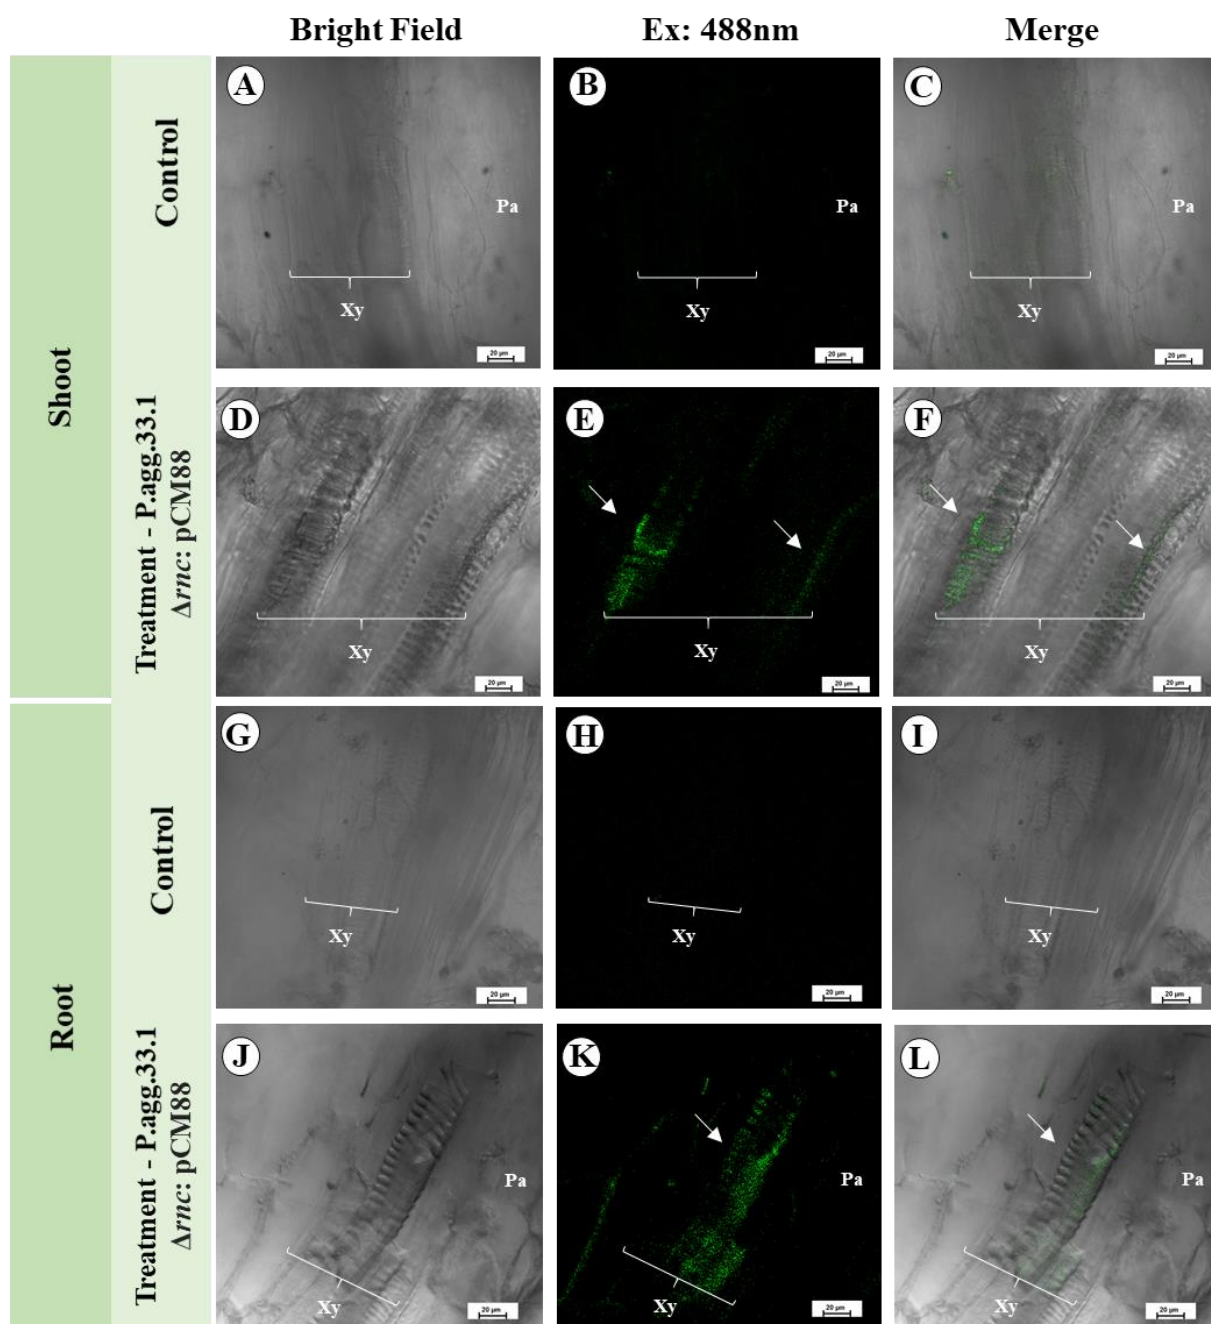 Bright Field
Ex: 488nm
Merge
Shoot
Control
A
Xy
Pa
20 µm
B
Xy
Pa
20 µm
C
Xy
Pa
20 µm
Treatment - P.agg.33.1
Δrnc: pCM88
D
Xy
20 µm
E
Xy
20 µm
F
Xy
20 µm
Root
Control
G
Xy
20 µm
H
Xy
20 µm
I
Xy
20 µm
Treatment - P.agg.33.1
Δrnc: pCM88
J
Pa
Xy
20 µm
K
Pa
Xy
20 µm
L
Pa
Xy
20 µm